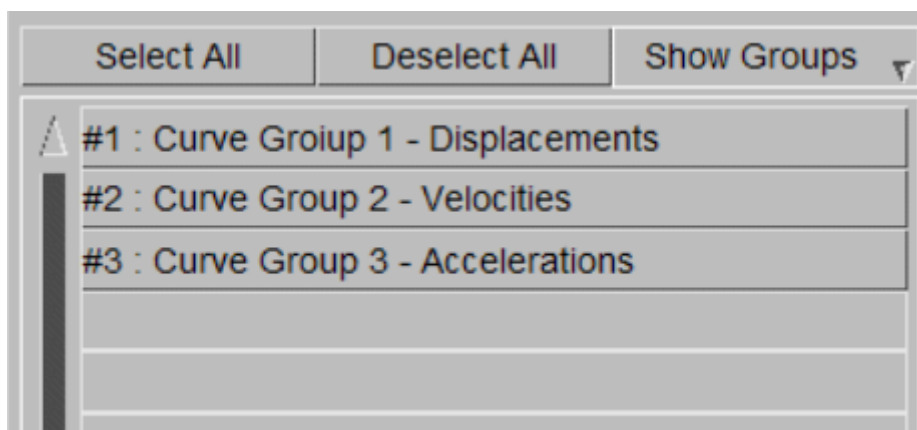 Select All Deselect All Show Groups
#1 : Curve Groiup 1 - Displacements
#2 : Curve Group 2 - Velocities
#3 : Curve Group 3 - Accelerations